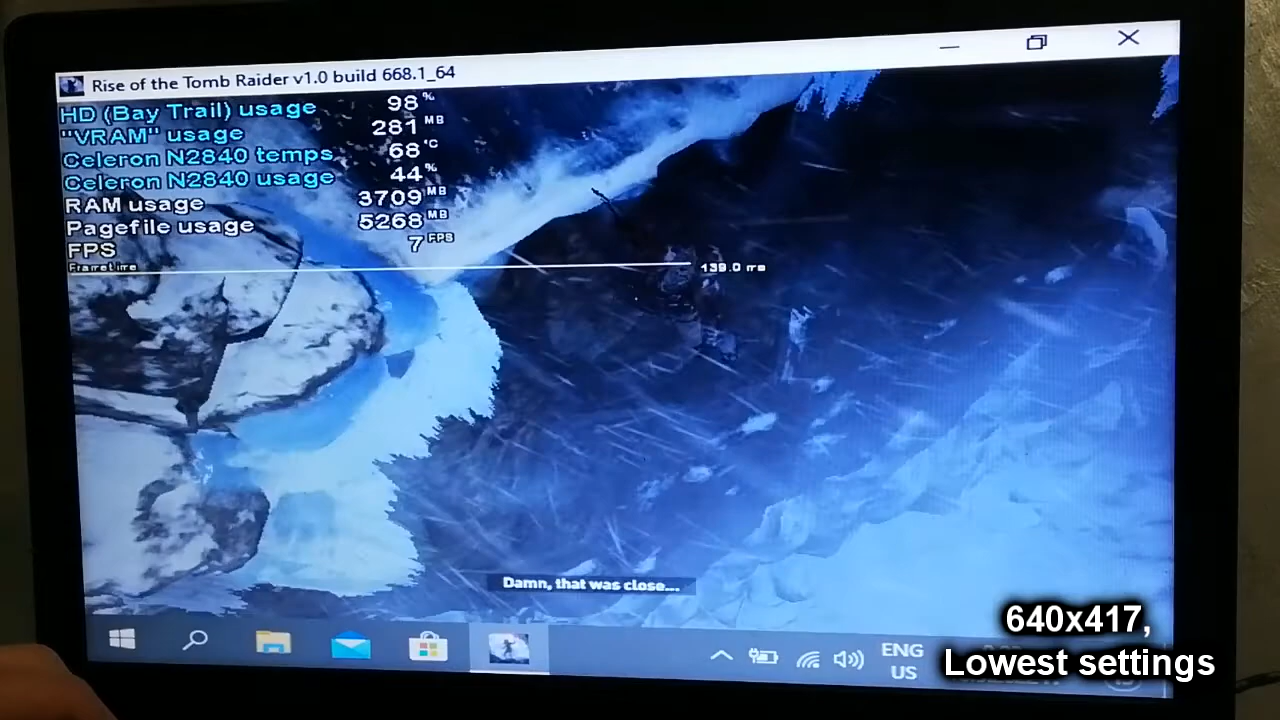 Rise of the Tomb Raider v1.0 build 668.1_64
HD (Bay Trail) usage 98 %
"VRAM" usage 281 MB
Celeron N2840 temps 68 °C
Celeron N2840 usage 44 %
RAM usage 3709 MB
Pagefile usage 5268 MB
FPS 7 FPS
Frametime 139.0 ms
Damn, that was close...
ENG
US
640x417,
Lowest settings